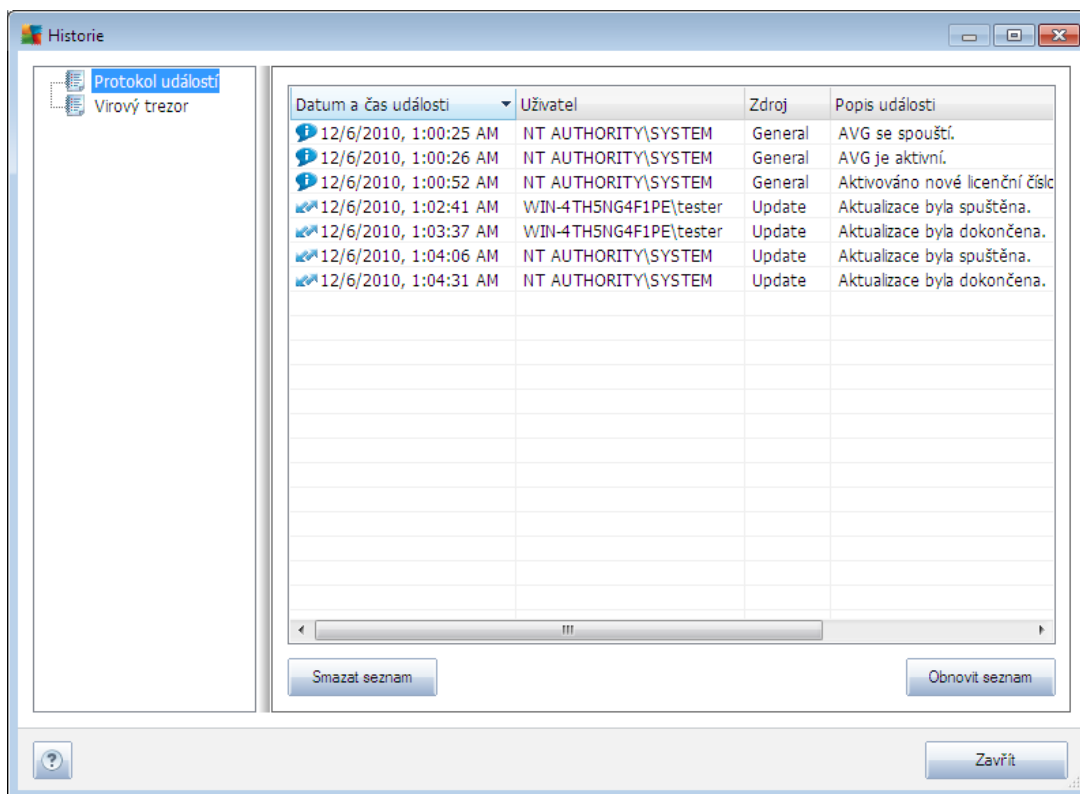 Historie
Protokol událostí
Virový trezor
Datum a čas události Uživatel Zdroj Popis události
12/6/2010, 1:00:25 AM NT AUTHORITY\SYSTEM General AVG se spouští.
12/6/2010, 1:00:26 AM NT AUTHORITY\SYSTEM General AVG je aktivní.
12/6/2010, 1:00:52 AM NT AUTHORITY\SYSTEM General Aktivováno nové licenční
12/6/2010, 1:02:41 AM WIN-4TH5NG4F1PE\tester Update Aktualizace byla spuštěna.
12/6/2010, 1:03:37 AM WIN-4TH5NG4F1PE\tester Update Aktualizace byla dokončena.
12/6/2010, 1:04:06 AM NT AUTHORITY\SYSTEM Update Aktualizace byla spuštěna.
12/6/2010, 1:04:31 AM NT AUTHORITY\SYSTEM Update Aktualizace byla dokončena.
Smazat seznam Obnovit seznam
? Zavřít